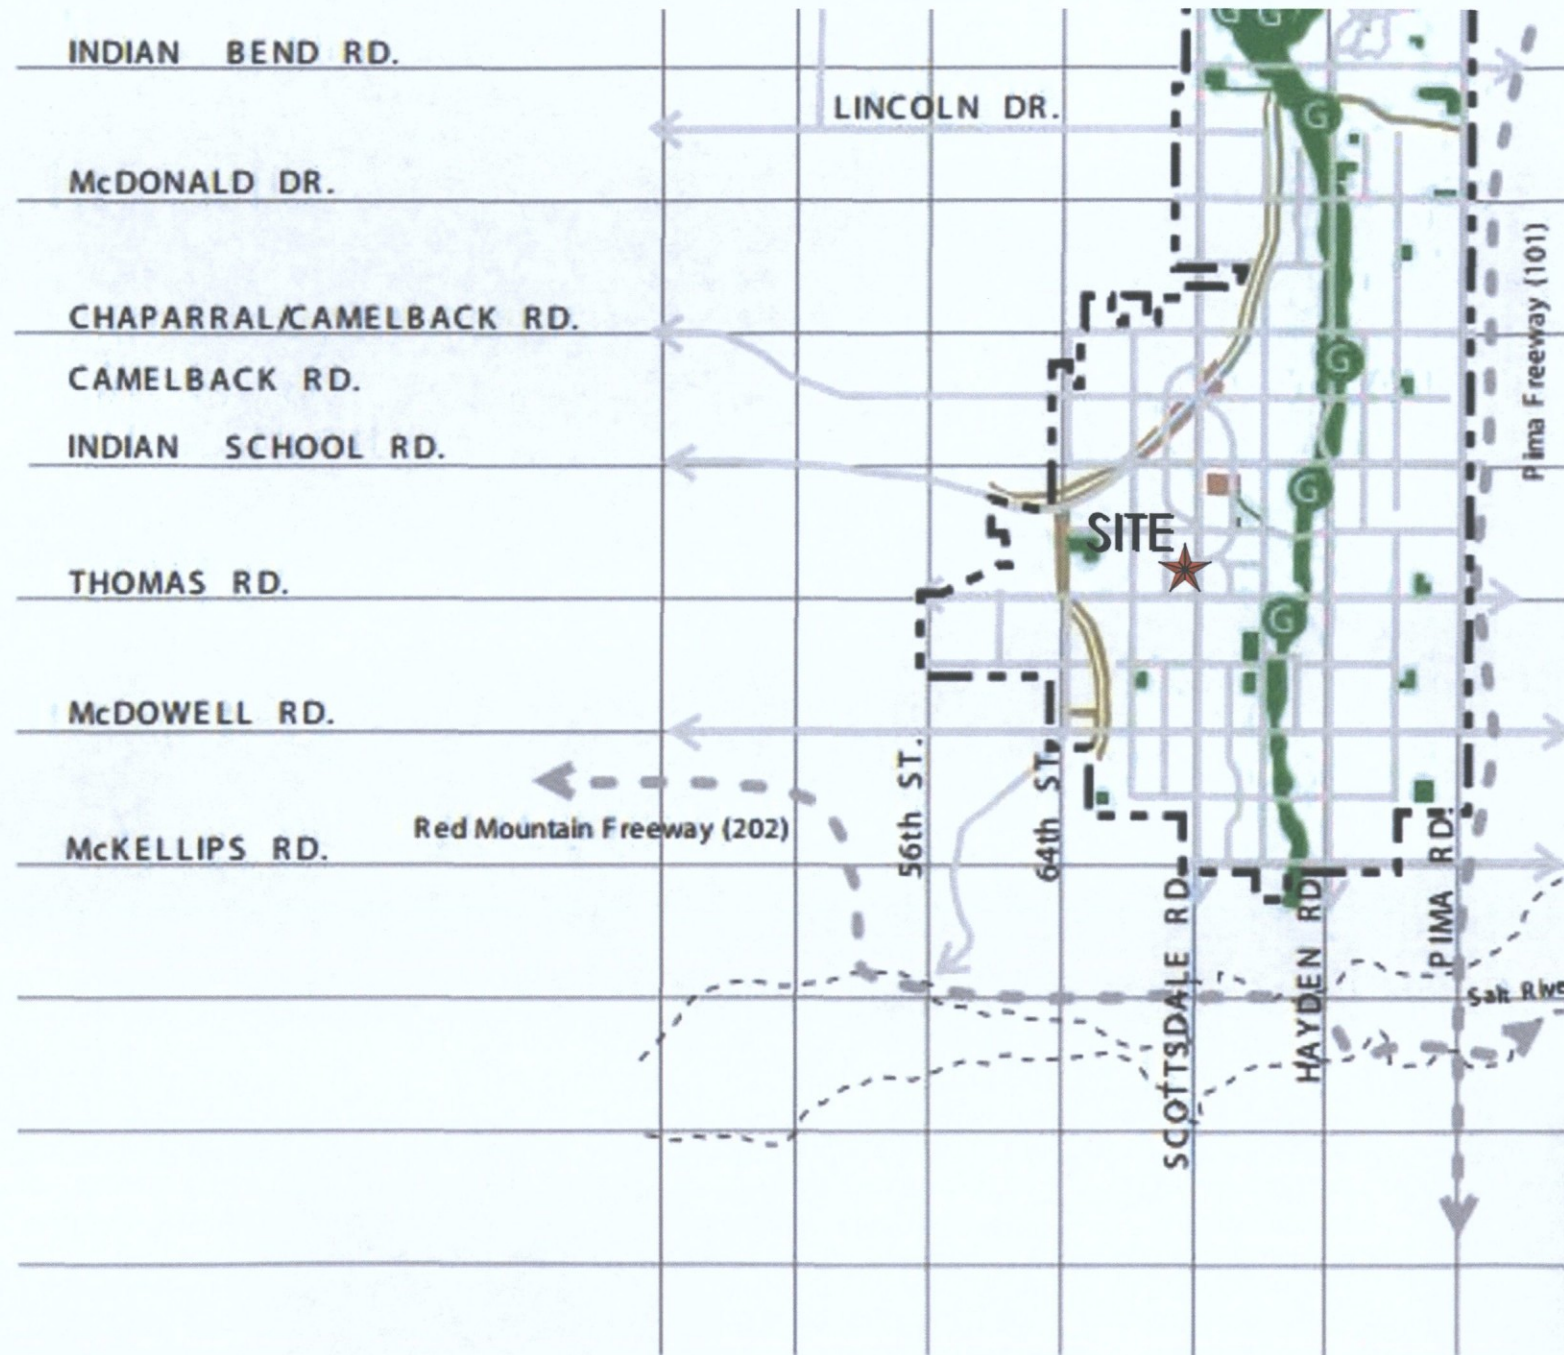 INDIAN BEND RD.
LINCOLN DR.
McDONALD DR.
CHAPARRAL/CAMELBACK RD.
CAMELBACK RD.
INDIAN SCHOOL RD.
SITE
THOMAS RD.
McDOWELL RD.
Red Mountain Freeway (202)
McKELLIPS RD.
56th ST.
64th ST.
SCOTTSDALE RD.
HAYDEN RD.
PIMA RD.
Pima Freeway (101)
Salt Rive
G
G
G
G
G
G
G